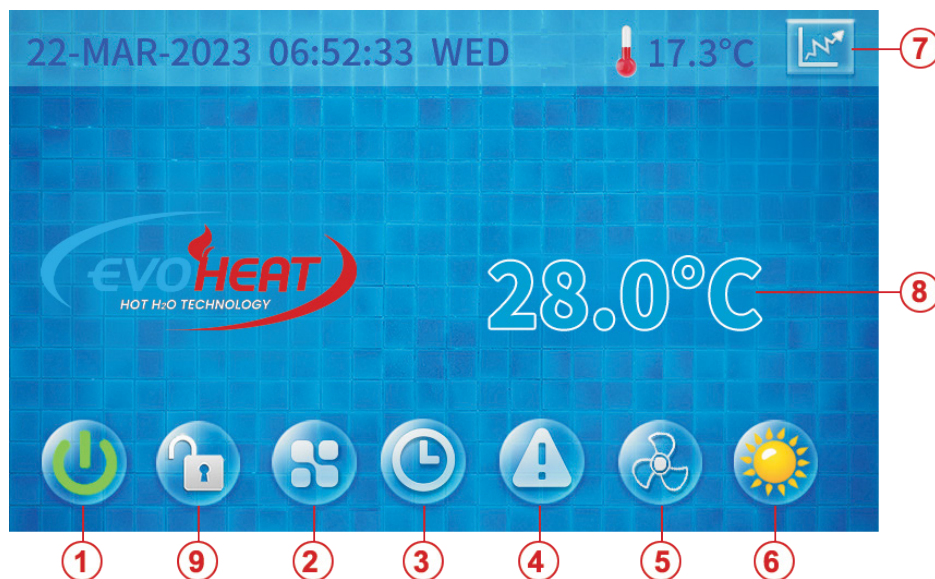 22-MAR-2023 06:52:33 WED 17.3°C
7
EVOHEAT
HOT H₂O TECHNOLOGY
28.0°C
8
1 9 2 3 4 5 6